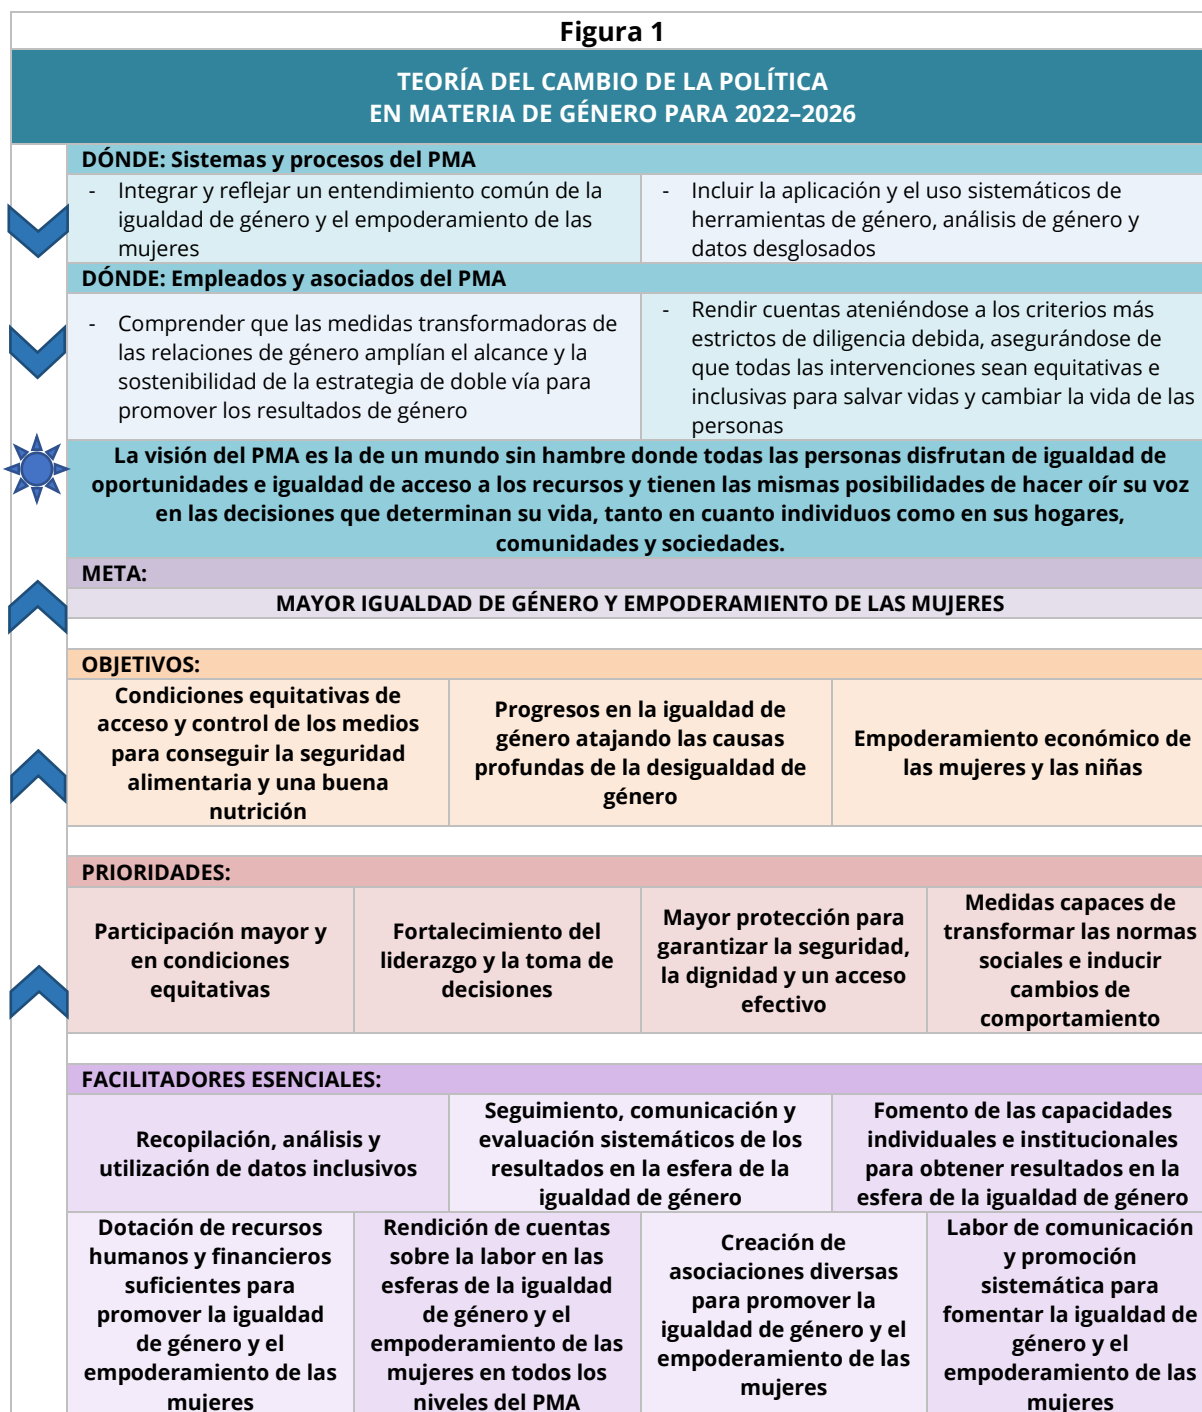 Figura 1
TEORÍA DEL CAMBIO DE LA POLÍTICA
EN MATERIA DE GÉNERO PARA 2022–2026
DÓNDE: Sistemas y procesos del PMA
- Integrar y reflejar un entendimiento común de la
igualdad de género y el empoderamiento de las
mujeres
- Incluir la aplicación y el uso sistemáticos de
herramientas de género, análisis de género y
datos desglosados
DÓNDE: Empleados y asociados del PMA
- Comprender que las medidas transformadoras de
las relaciones de género amplían el alcance y la
sostenibilidad de la estrategia de doble vía para
promover los resultados de género
- Rendir cuentas ateniéndose a los criterios más
estrictos de diligencia debida, asegurándose de
que todas las intervenciones sean equitativas e
inclusivas para salvar vidas y cambiar la vida de las
personas
La visión del PMA es la de un mundo sin hambre donde todas las personas disfrutan de igualdad de
oportunidades e igualdad de acceso a los recursos y tienen las mismas posibilidades de hacer oír su voz
en las decisiones que determinan su vida, tanto en cuanto individuos como en sus hogares,
comunidades y sociedades.
META:
MAYOR IGUALDAD DE GÉNERO Y EMPODERAMIENTO DE LAS MUJERES
OBJETIVOS:
Condiciones equitativas de
acceso y control de los medios
para conseguir la seguridad
alimentaria y una buena
nutrición
Progresos en la igualdad de
género atajando las causas
profundas de la desigualdad de
género
Empoderamiento económico de
las mujeres y las niñas
PRIORIDADES:
Participación mayor y
en condiciones
equitativas
Fortalecimiento del
liderazgo y la toma de
decisiones
Mayor protección para
garantizar la seguridad,
la dignidad y un acceso
efectivo
Medidas capaces de
transformar las normas
sociales e inducir
cambios de
comportamiento
FACILITADORES ESENCIALES:
Recopilación, análisis y
utilización de datos inclusivos
Seguimiento, comunicación y
evaluación sistemáticos de los
resultados en la esfera de la
igualdad de género
Fomento de las capacidades
individuales e institucionales
para obtener resultados en la
esfera de la igualdad de género
Dotación de recursos
humanos y financieros
suficientes para
promover la igualdad
de género y el
empoderamiento de las
mujeres
Rendición de cuentas
sobre la labor en las
esferas de la igualdad
de género y el
empoderamiento de las
mujeres en todos los
niveles del PMA
Creación de
asociaciones diversas
para promover la
igualdad de género y el
empoderamiento de las
mujeres
Labor de comunicación
y promoción
sistemática para
fomentar la igualdad de
género y el
empoderamiento de las
mujeres